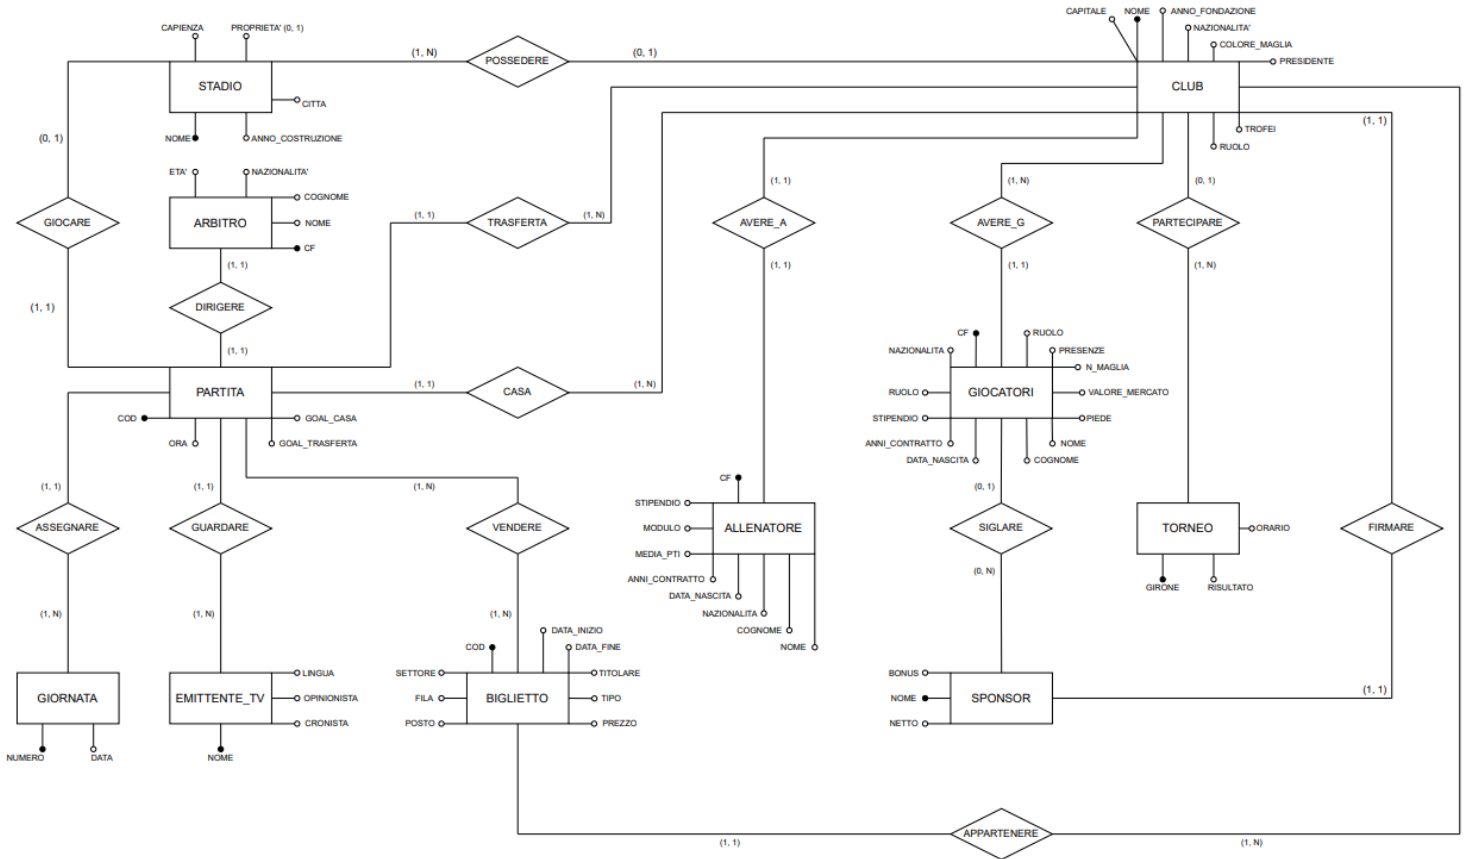 CAPITALE NOME ANNO_FONDAZIONE
CAPIENZA PROPRIETA' (0, 1) NAZIONALITA'
COLORE_MAGLIA
(1, N) POSSEDERE (0, 1) PRESIDENTE
STADIO CLUB
CITTA
(0, 1) NOME ANNO_COSTRUZIONE (1, 1) TROFEI
RUOLO
ETA' NAZIONALITA' (1, 1) (1, N) (0, 1)
COGNOME
GIOCARE ARBITRO NOME (1, 1) TRASFERTA (1, N) AVERE_A AVERE_G PARTECIPARE
CF
(1, 1) (1, 1) (1, 1) (1, N)
(1, 1) DIRIGERE
CF RUOLO
(1, 1) NAZIONALITA PRESENZE
N_MAGLIA
PARTITA (1, 1) CASA (1, N) RUOLO GIOCATORI VALORE_MERCATO
COD GOAL_CASA STIPENDIO PIEDE
ORA GOAL_TRASFERTA ANNI_CONTRATTO NOME
DATA_NASCITA COGNOME
(1, 1) (1, 1) (1, N) CF (0, 1)
STIPENDIO
ASSEGNARE GUARDARE VENDERE MODULO ALLENATORE SIGLARE TORNEO ORARIO FIRMARE
MEDIA_PTI
ANNI_CONTRATTO (0, N)
DATA_NASCITA GIRONE RISULTATO
(1, N) (1, N) (1, N) NAZIONALITA
DATA_INIZIO COGNOME
COD DATA_FINE NOME
LINGUA SETTORE TITOLARE BONUS
GIORNATA EMITTENTE_TV OPINIONISTA FILA BIGLIETTO TIPO NOME SPONSOR (1, 1)
CRONISTA POSTO PREZZO NETTO
NUMERO DATA NOME
APPARTENERE
(1, 1) (1, N)